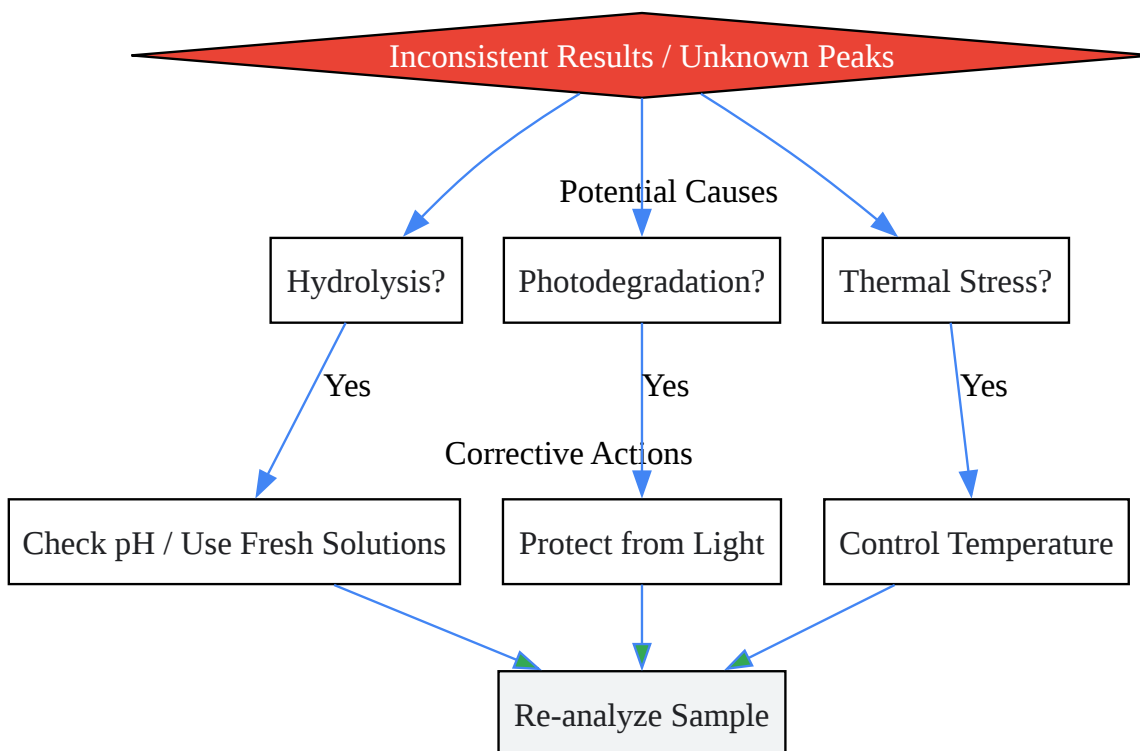 Inconsistent Results / Unknown Peaks
Potential Causes
Hydrolysis?
Photodegradation?
Thermal Stress?
Yes
Yes
Yes
Corrective Actions
Check pH / Use Fresh Solutions
Protect from Light
Control Temperature
Re-analyze Sample